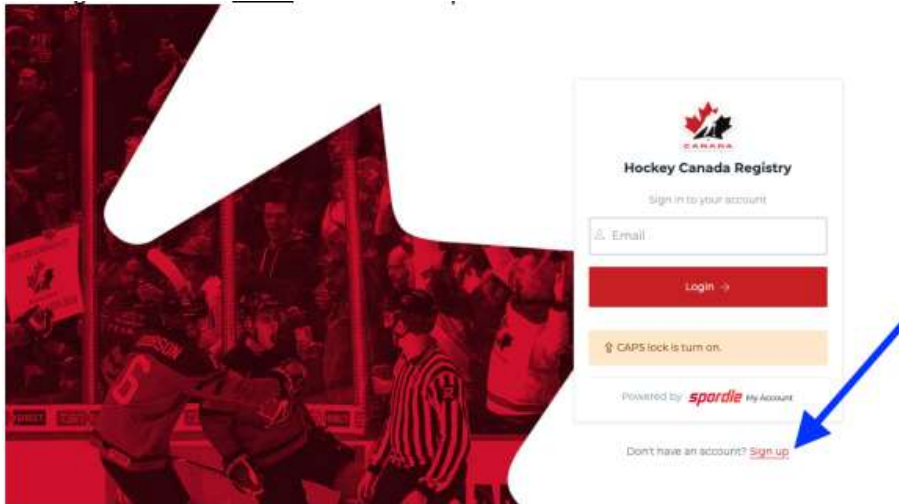 CANADA
Hockey Canada Registry
Sign in to your account
Email
Login →
CAPS lock is turn on.
Powered by spordle My Account
Don't have an account? Sign up
6